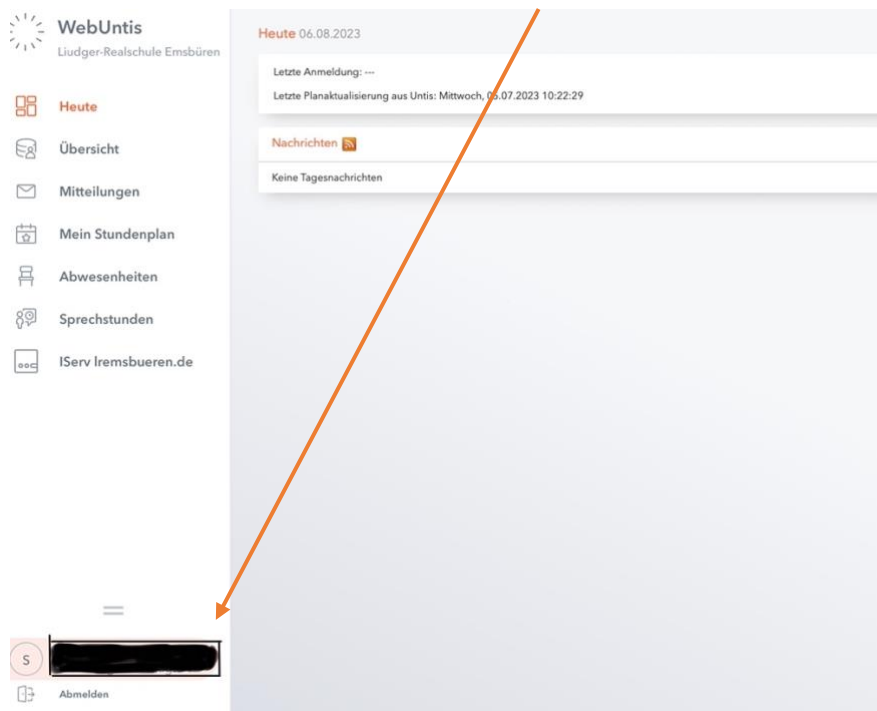 WebUntis
Liudger-Realschule Emsbüren
Heute
Übersicht
Mitteilungen
Mein Stundenplan
Abwesenheiten
Sprechstunden
IServ lremsbueren.de
S
Abmelden
Heute 06.08.2023
Letzte Anmeldung: ---
Letzte Planaktualisierung aus Untis: Mittwoch, 05.07.2023 10:22:29
Nachrichten
Keine Tagesnachrichten